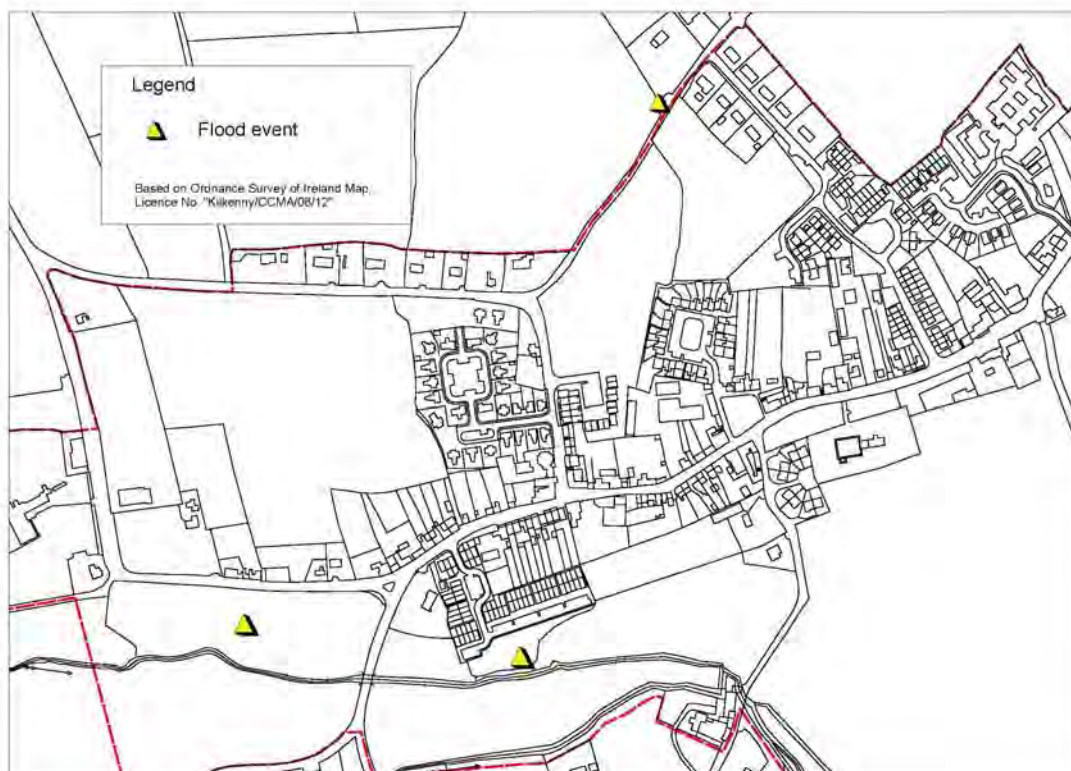 Legend
Flood event
Based on Ordnance Survey of Ireland Map.
Licence No. "Kilkenny/CCMA/08/12"